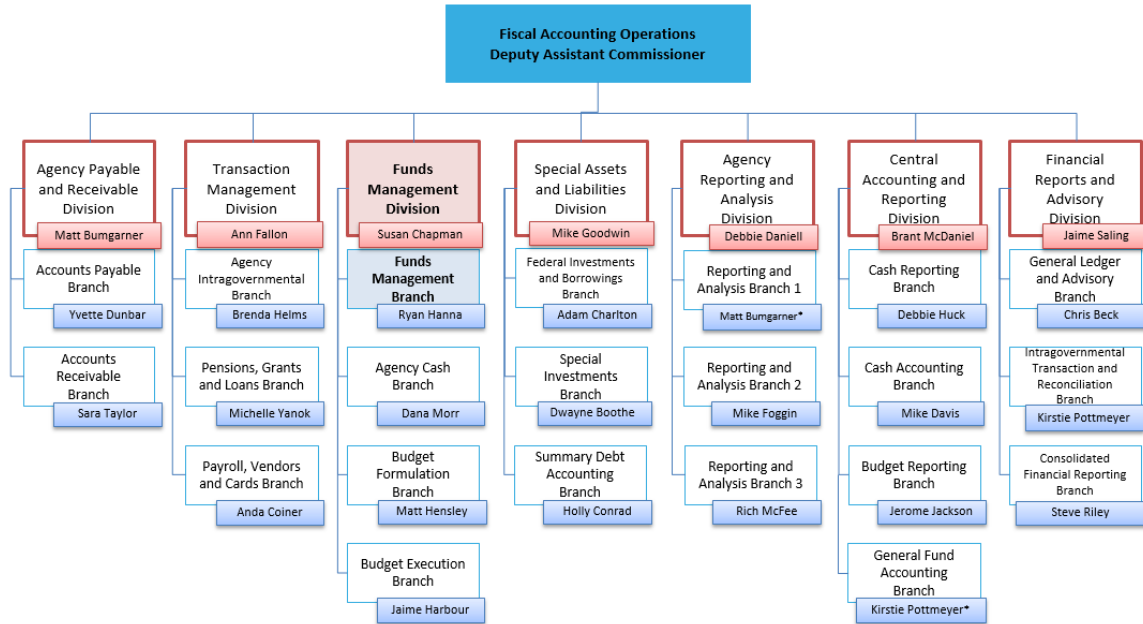 Fiscal Accounting Operations
Deputy Assistant Commissioner
Agency Payable
and Receivable
Division
Matt Bumgarner
Accounts Payable
Branch
Yvette Dunbar
Accounts
Receivable
Branch
Sara Taylor
Transaction
Management
Division
Ann Fallon
Agency
Intragovernmental
Branch
Brenda Helms
Pensions, Grants
and Loans Branch
Michelle Yanok
Payroll, Vendors
and Cards Branch
Anda Coiner
Funds
Management
Division
Susan Chapman
Funds
Management
Branch
Ryan Hanna
Agency Cash
Branch
Dana Morr
Budget
Formulation
Branch
Matt Hensley
Budget Execution
Branch
Jaime Harbour
Special Assets
and Liabilities
Division
Mike Goodwin
Federal Investments
and Borrowings
Branch
Adam Charlton
Special
Investments
Branch
Dwayne Boothe
Summary Debt
Accounting
Branch
Holly Conrad
Agency
Reporting and
Analysis
Division
Debbie Daniell
Reporting and
Analysis Branch 1
Matt Bumgarner*
Reporting and
Analysis Branch 2
Mike Foggin
Reporting and
Analysis Branch 3
Rich McFee
Central
Accounting and
Reporting
Division
Brant McDaniel
Cash Reporting
Branch
Debbie Huck
Cash Accounting
Branch
Mike Davis
Budget Reporting
Branch
Jerome Jackson
General Fund
Accounting
Branch
Kirstie Pottmeyer*
Financial
Reports and
Advisory
Division
Jaime Saling
General Ledger
and Advisory
Branch
Chris Beck
Intragovernmental
Transaction and
Reconciliation
Branch
Kirstie Pottmeyer
Consolidated
Financial Reporting
Branch
Steve Riley